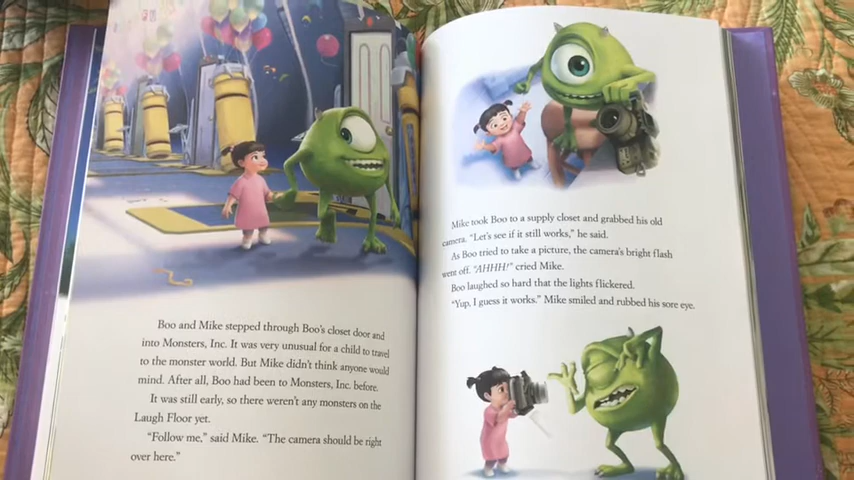 Boo and Mike stepped through Boo's closet door and
into Monsters, Inc. It was very unusual for a child to travel
to the monster world. But Mike didn't think anyone would
mind. After all, Boo had been to Monsters, Inc. before.
It was still early, so there weren't any monsters on the
Laugh Floor yet.
"Follow me," said Mike. "The camera should be right
over here."
Mike took Boo to a supply closet and grabbed his old
camera. "Let's see if it still works," he said.
As Boo tried to take a picture, the camera's bright flash
went off. "AHHH!" cried Mike.
Boo laughed so hard that the lights flickered.
"Yup, I guess it works." Mike smiled and rubbed his sore eye.